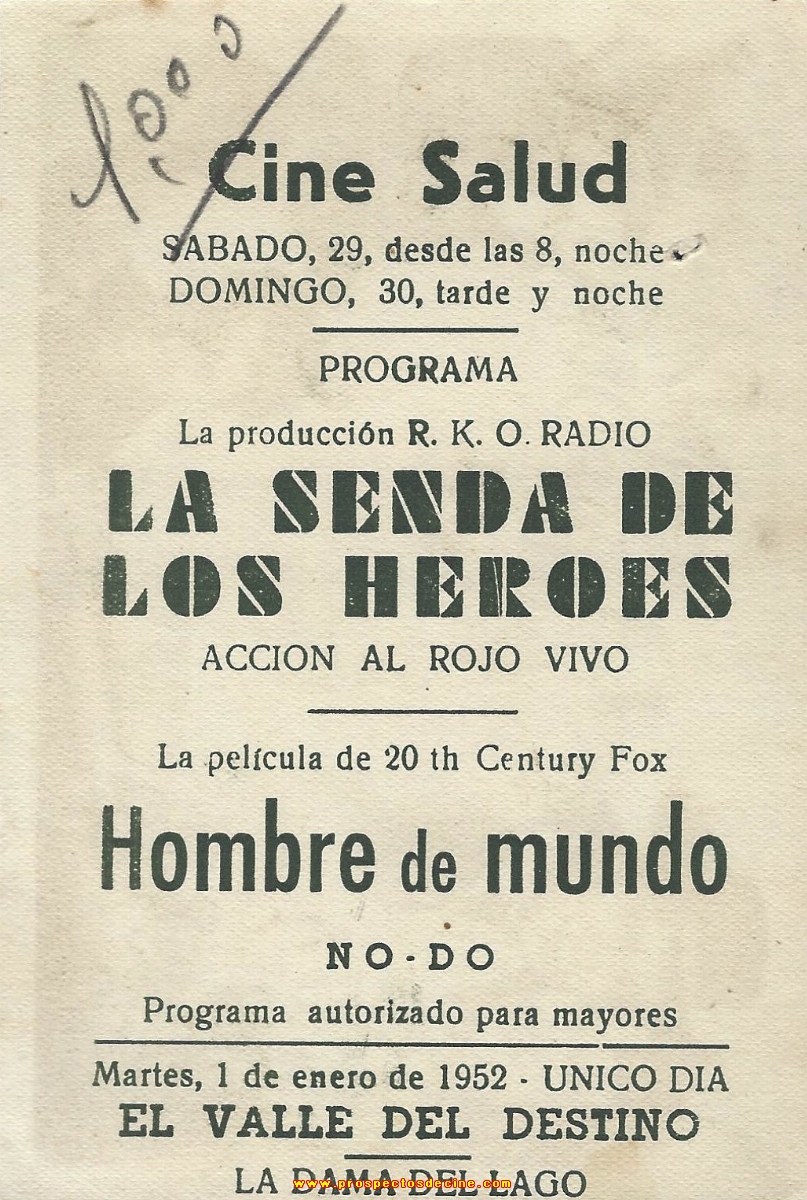 1.000
Cine Salud
SABADO, 29, desde las 8, noche
DOMINGO, 30, tarde y noche
PROGRAMA
La producción R. K. O. RADIO
LA SENDA DE
LOS HEROES
ACCION AL ROJO VIVO
La película de 20 th Century Fox
Hombre de mundo
NO-DO
Programa autorizado para mayores
Martes, 1 de enero de 1952 - UNICO DIA
EL VALLE DEL DESTINO
LA DAMA DEL LAGO
www.prospectosdecine.com